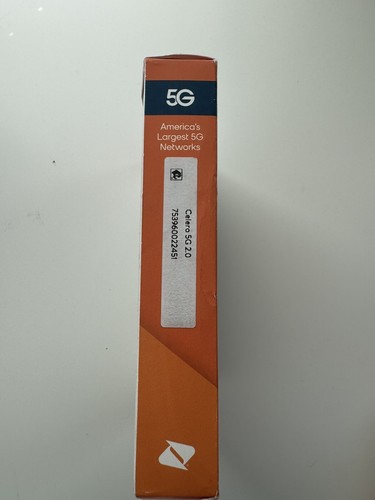 5G
America's
Largest 5G
Networks
Celero 5G 2.0
753960022451